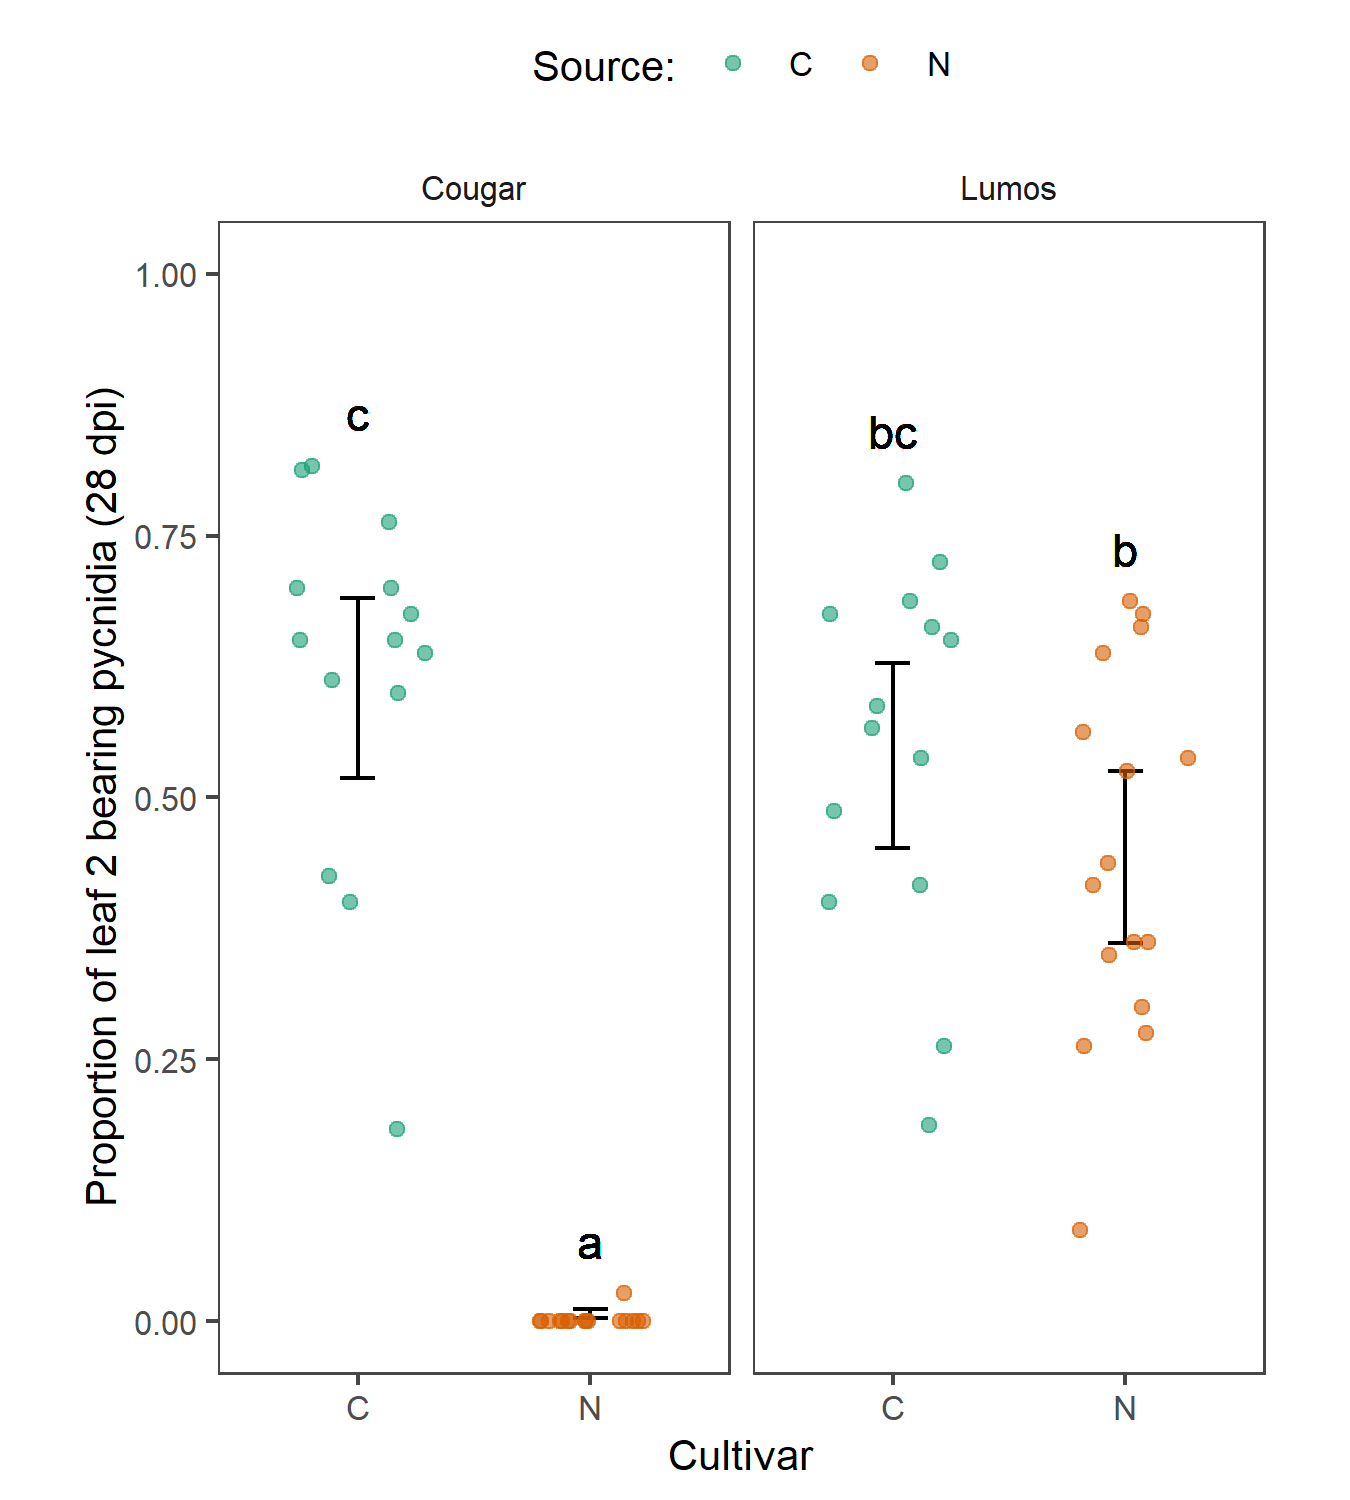 Source: C N
Cougar Lumos
Proportion of leaf 2 bearing pycnidia (28 dpi)
1.00
0.75
0.50
0.25
0.00
c
a
bc
b
C N C N
Cultivar